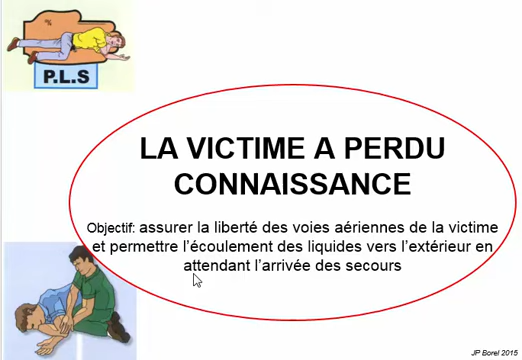 P.L.S
LA VICTIME A PERDU
CONNAISSANCE
Objectif: assurer la liberté des voies aériennes de la victime
et permettre l'écoulement des liquides vers l'extérieur en
attendant l'arrivée des secours
JP Borel 2015